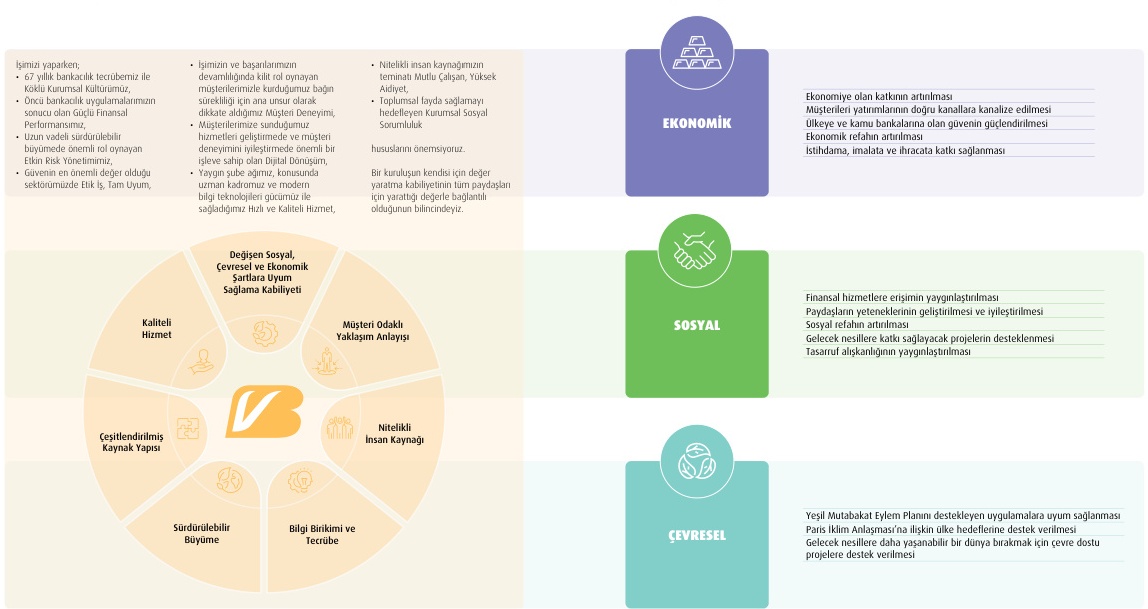 İşimizi yaparken;
• 67 yıllık bankacılık tecrübemiz ile
Köklü Kurumsal Kültürümüz,
• Öncü bankacılık uygulamalarımızın
sonucu olan Güçlü Finansal
Performansımız,
• Uzun vadeli sürdürülebilir
büyümede önemli rol oynayan
Etkin Risk Yönetimimiz,
• Güvenin en önemli değer olduğu
sektörümüzde Etik İş, Tam Uyum,
• İşimizin ve başarılarımızın
devamlılığında kilit rol oynayan
müşterilerimizle kurduğumuz bağın
sürekliliği için ana unsur olarak
dikkate aldığımız Müşteri Deneyimi,
• Müşterilerimize sunduğumuz
hizmetleri geliştirmede ve müşteri
deneyimini iyileştirmede önemli bir
işleve sahip olan Dijital Dönüşüm,
• Yaygın şube ağımız, konusunda
uzman kadromuz ve modern
bilgi teknolojileri gücümüz ile
sağladığımız Hızlı ve Kaliteli Hizmet,
• Nitelikli insan kaynağımızın
teminatı Mutlu Çalışan, Yüksek
Aidiyet,
• Toplumsal fayda sağlamayı
hedefleyen Kurumsal Sosyal
Sorumluluk
hususlarını önemsiyoruz.
Bir kuruluşun kendisi için değer
yaratma kabiliyetinin tüm paydaşları
için yarattığı değerle bağlantılı
olduğunun bilincindeyiz.
Değişen Sosyal,
Çevresel ve Ekonomik
Şartlara Uyum
Sağlama Kabiliyeti
Müşteri Odaklı
Yaklaşım Anlayışı
Nitelikli
İnsan Kaynağı
Bilgi Birikimi ve
Tecrübe
Sürdürülebilir
Büyüme
Çeşitlendirilmiş
Kaynak Yapısı
Kaliteli
Hizmet
VB
EKONOMİK
Ekonomiye olan katkının artırılması
Müşterileri yatırımlarının doğru kanallara kanalize edilmesi
Ülkeye ve kamu bankalarına olan güvenin güçlendirilmesi
Ekonomik refahın artırılması
İstihdama, imalata ve ihracata katkı sağlanması
SOSYAL
Finansal hizmetlere erişimin yaygınlaştırılması
Paydaşların yeteneklerinin geliştirilmesi ve iyileştirilmesi
Sosyal refahın artırılması
Gelecek nesillere katkı sağlayacak projelerin desteklenmesi
Tasarruf alışkanlığının yaygınlaştırılması
ÇEVRESEL
Yeşil Mutabakat Eylem Planını destekleyen uygulamalara uyum sağlanması
Paris İklim Anlaşması'na ilişkin ülke hedeflerine destek verilmesi
Gelecek nesillere daha yaşanabilir bir dünya bırakmak için çevre dostu
projelere destek verilmesi